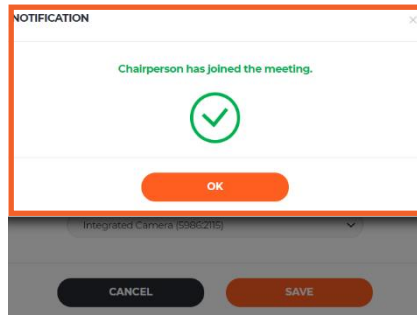 NOTIFICATION
Chairperson has joined the meeting.
OK
Integrated Camera (5986:2115)
CANCEL
SAVE